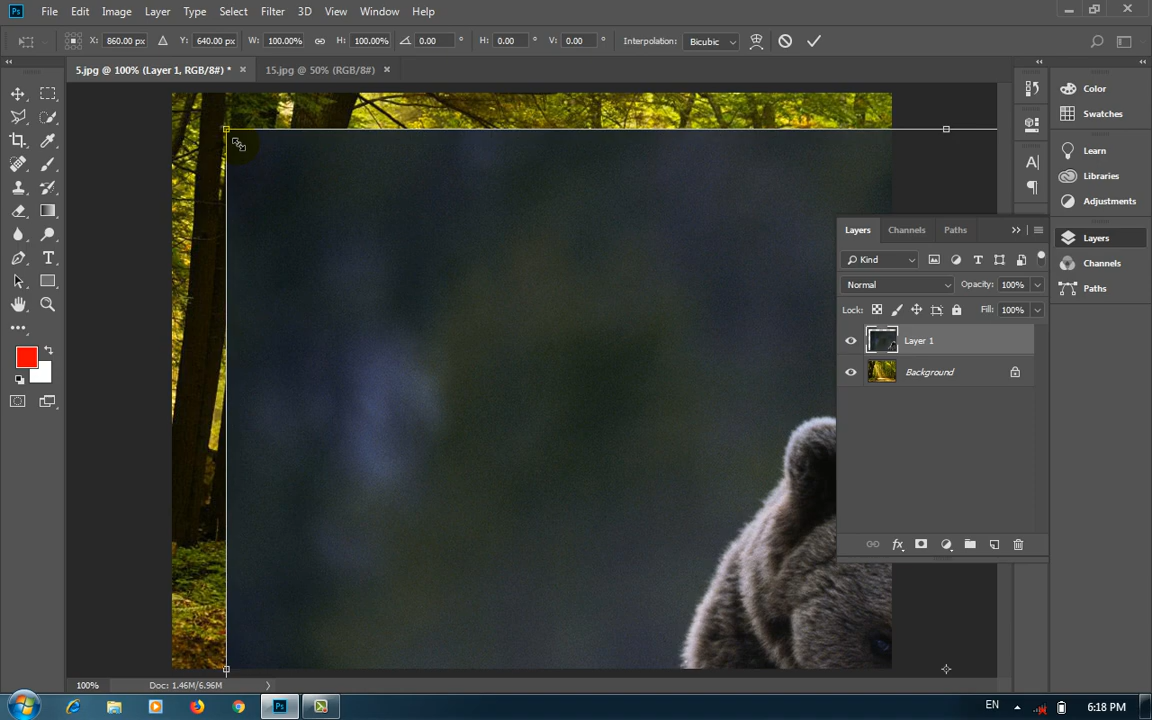 Ps File Edit Image Layer Type Select Filter 3D View Window Help
X: 860.00 px Y: 640.00 px W: 100.00% H: 100.00% 0.00 ° H: 0.00 ° V: 0.00 ° Interpolation: Bicubic
5.jpg @ 100% (Layer 1, RGB/8#) * × 15.jpg @ 50% (RGB/8#) ×
Color
Swatches
Learn
Libraries
Adjustments
Layers
Channels
Paths
Layers Channels Paths
Kind
Normal Opacity: 100%
Lock: Fill: 100%
Layer 1
Background
fx
100% Doc: 1.46M/6.96M
Ps EN 6:18 PM